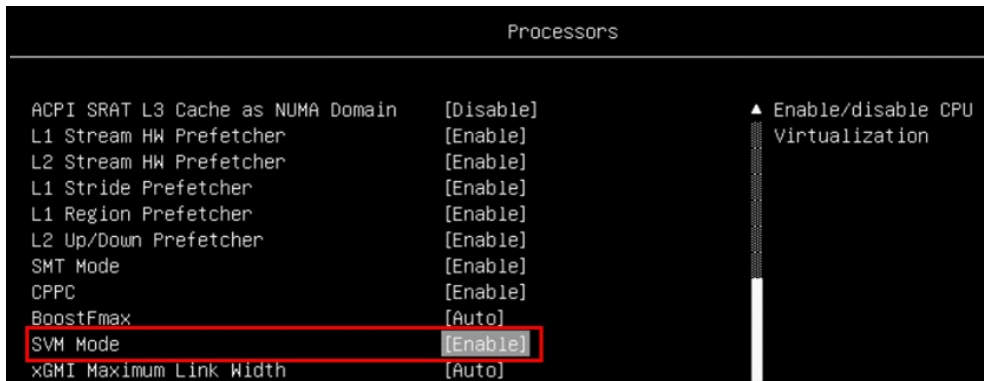 Processors
ACPI SRAT L3 Cache as NUMA Domain [Disable]
L1 Stream HW Prefetcher [Enable]
L2 Stream HW Prefetcher [Enable]
L1 Stride Prefetcher [Enable]
L1 Region Prefetcher [Enable]
L2 Up/Down Prefetcher [Enable]
SMT Mode [Enable]
CPPC [Enable]
BoostFmax [Auto]
SVM Mode [Enable]
xGMI Maximum Link Width [Auto]
Enable/disable CPU
Virtualization